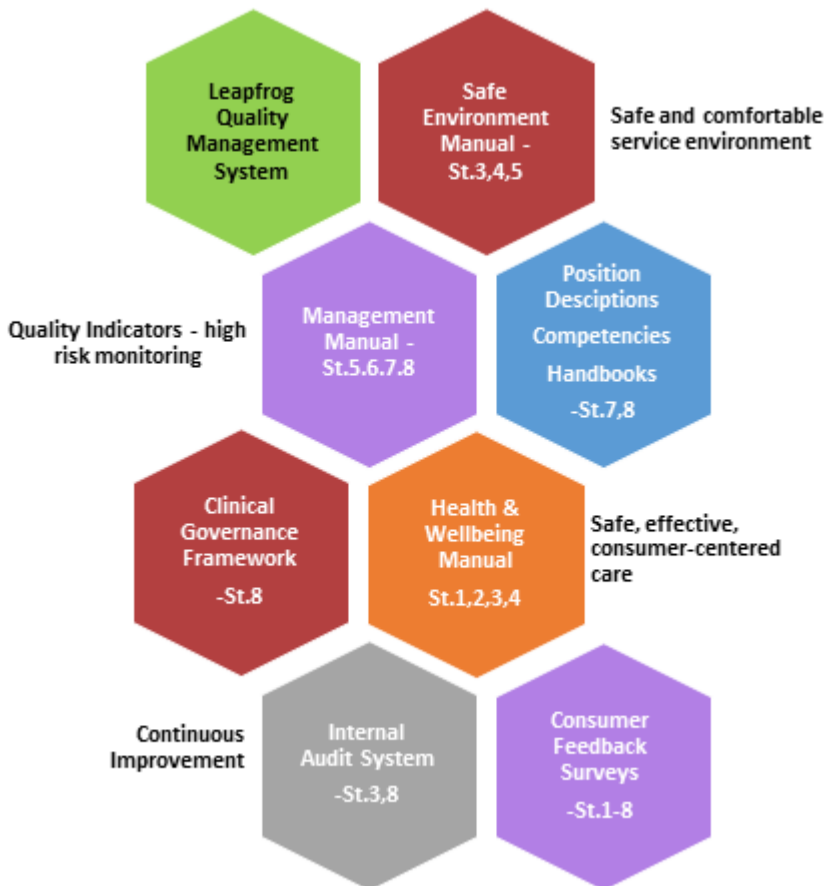 Leapfrog
Quality
Management
System
Safe
Environment
Manual -
St.3,4,5
Safe and comfortable
service environment
Quality Indicators - high
risk monitoring
Management
Manual -
St.5.6.7.8
Position
Desciptions
Competencies
Handbooks
-St.7,8
Clinical
Governance
Framework
-St.8
Health &
Wellbeing
Manual
St.1,2,3,4
Safe, effective,
consumer-centered
care
Continuous
Improvement
Internal
Audit System
-St.3,8
Consumer
Feedback
Surveys
-St.1-8